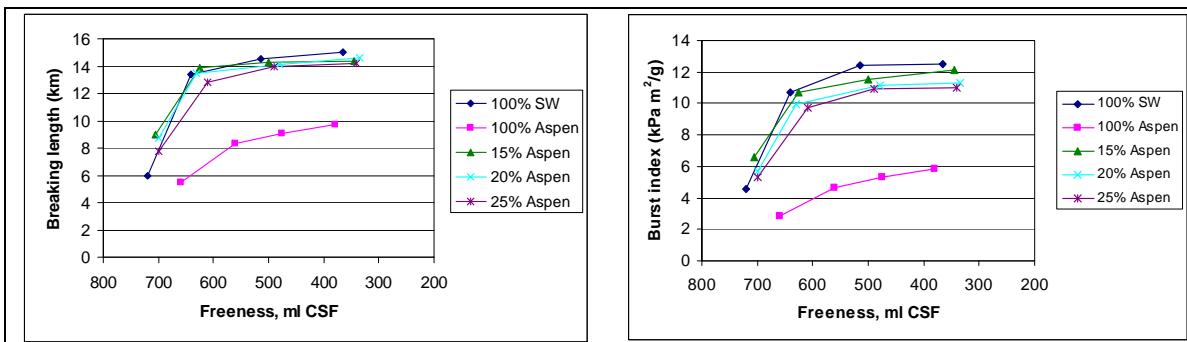 Breaking length (km)
16
14
12
10
8
6
4
2
0
800 700 600 500 400 300 200
Freeness, ml CSF
100% SW
100% Aspen
15% Aspen
20% Aspen
25% Aspen
Burst index (kPa m²/g)
14
12
10
8
6
4
2
0
800 700 600 500 400 300 200
Freeness, ml CSF
100% SW
100% Aspen
15% Aspen
20% Aspen
25% Aspen